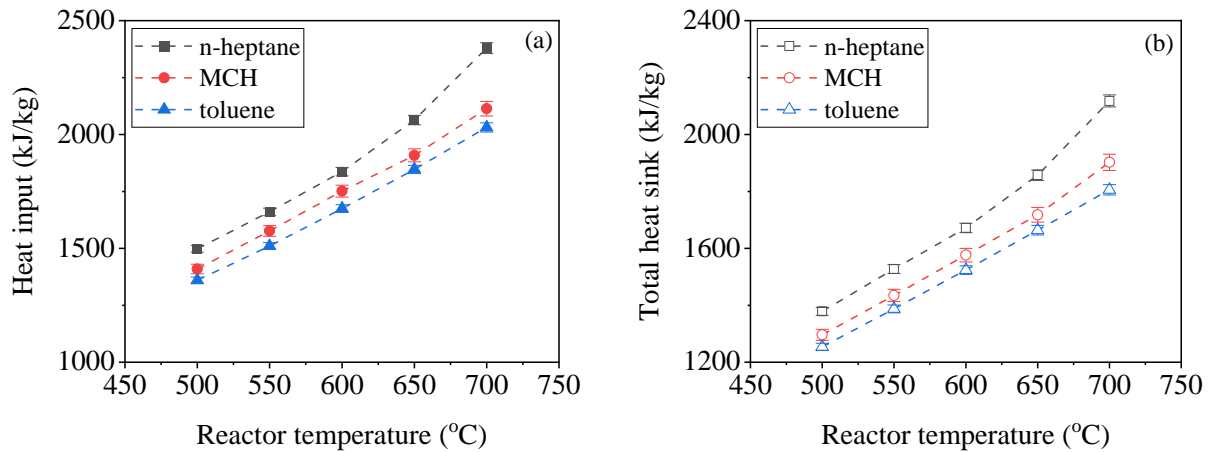 (a)
n-heptane
MCH
toluene
2500
2000
1500
1000
Heat input (kJ/kg)
450 500 550 600 650 700 750
Reactor temperature (°C)
(b)
n-heptane
MCH
toluene
2400
2000
1600
1200
Total heat sink (kJ/kg)
450 500 550 600 650 700 750
Reactor temperature (°C)